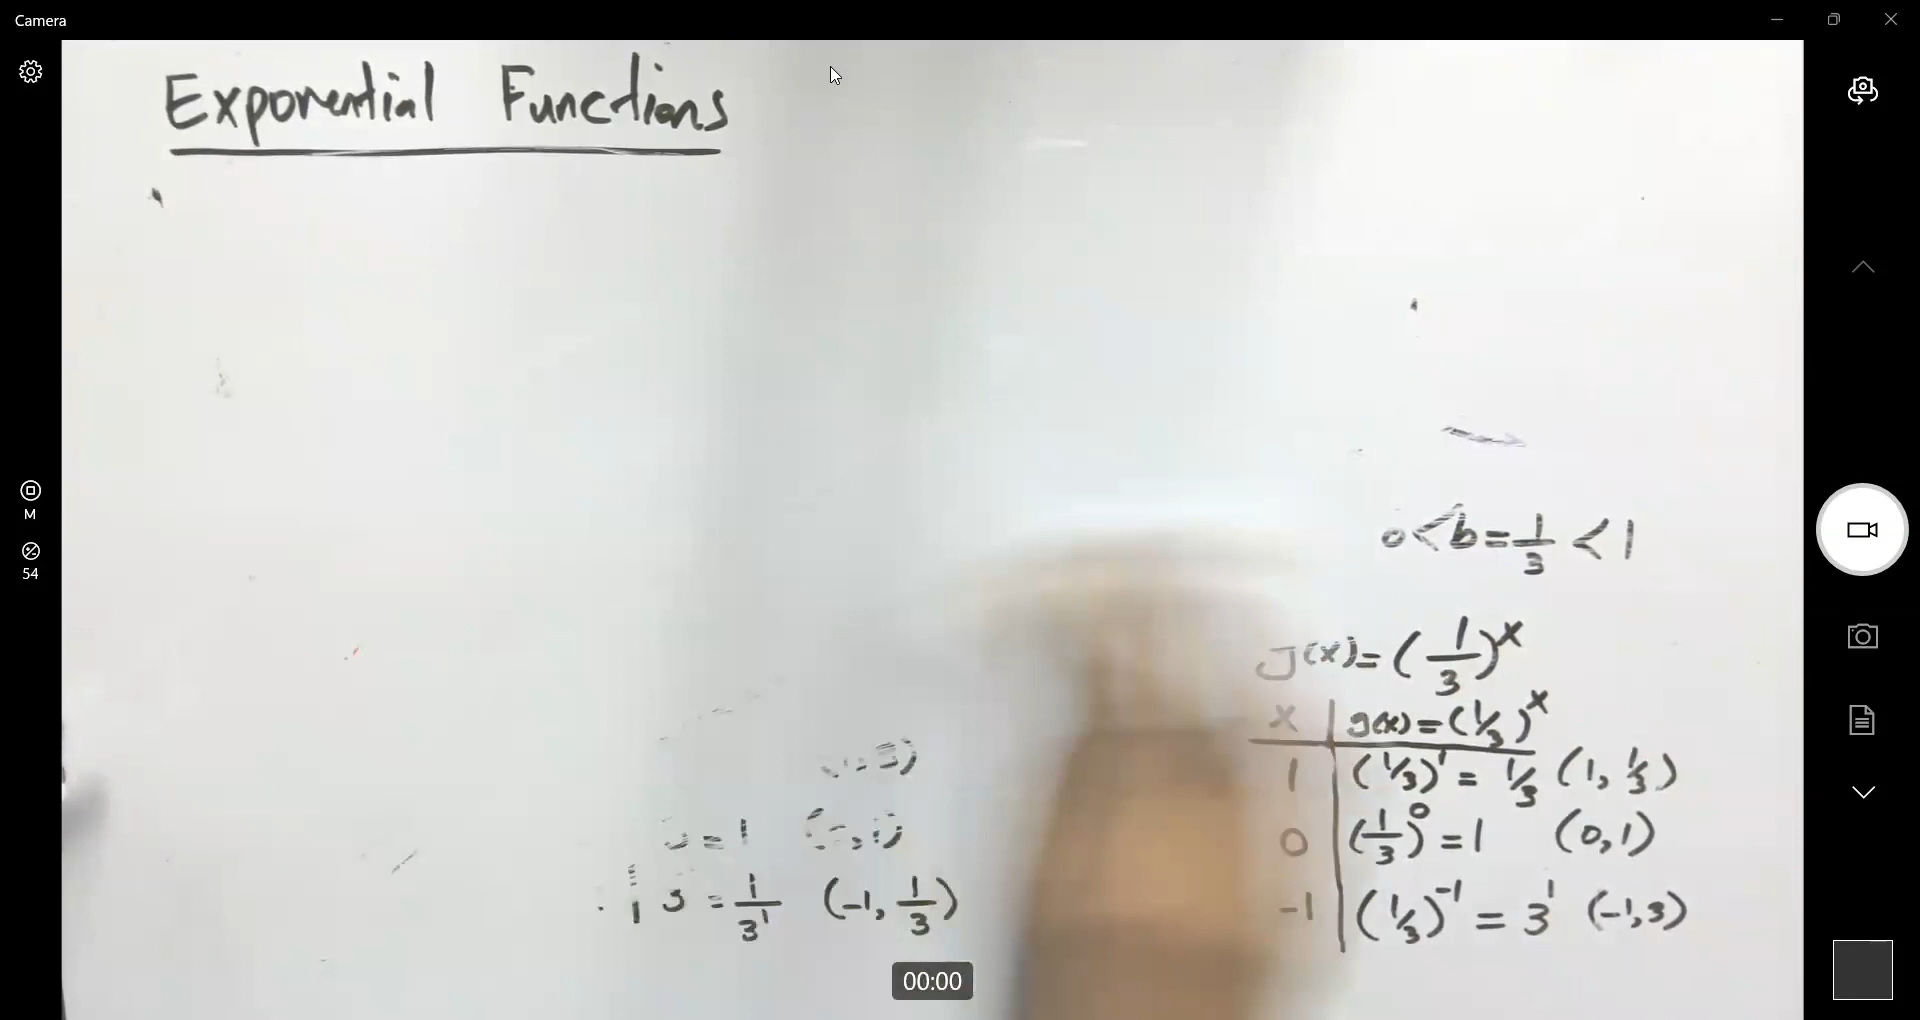 Camera
Exponential Functions
0 < b = 1/3 < 1
g(x) = (1/3)^x
x | g(x) = (1/3)^x
1 | (1/3)^1 = 1/3 (1, 1/3)
= 1
0 | (1/3)^0 = 1 (0, 1)
= 1/3^1 (-1, 1/3)
-1 | (1/3)^-1 = 3^1 (-1, 3)
M
54
00:00